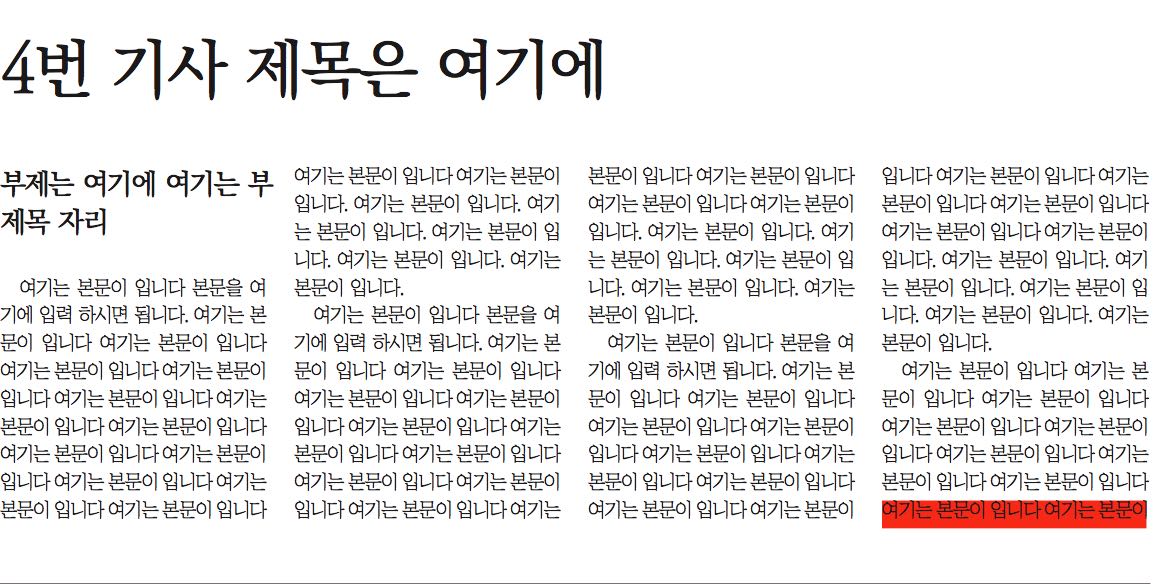 4번 기사 제목은 여기에
부제는 여기에 여기는 부
제목 자리
여기는 본문이 입니다 본문을 여
기에 입력 하시면 됩니다. 여기는 본
문이 입니다 여기는 본문이 입니다
여기는 본문이 입니다 여기는 본문이
입니다 여기는 본문이 입니다 여기는
본문이 입니다 여기는 본문이 입니다
여기는 본문이 입니다 여기는 본문이
입니다 여기는 본문이 입니다 여기는
본문이 입니다 여기는 본문이 입니다
여기는 본문이 입니다 여기는 본문이
입니다. 여기는 본문이 입니다. 여기
는 본문이 입니다. 여기는 본문이 입
니다. 여기는 본문이 입니다. 여기는
본문이 입니다.
여기는 본문이 입니다 본문을 여
기에 입력 하시면 됩니다. 여기는 본
문이 입니다 여기는 본문이 입니다
여기는 본문이 입니다 여기는 본문이
입니다 여기는 본문이 입니다 여기는
본문이 입니다 여기는 본문이 입니다
여기는 본문이 입니다 여기는 본문이
입니다 여기는 본문이 입니다 여기는
본문이 입니다 여기는 본문이 입니다
여기는 본문이 입니다 여기는 본문이
입니다. 여기는 본문이 입니다. 여기
는 본문이 입니다. 여기는 본문이 입
니다. 여기는 본문이 입니다. 여기는
본문이 입니다.
여기는 본문이 입니다 본문을 여
기에 입력 하시면 됩니다. 여기는 본
문이 입니다 여기는 본문이 입니다
여기는 본문이 입니다 여기는 본문이
입니다 여기는 본문이 입니다 여기는
본문이 입니다 여기는 본문이 입니다
여기는 본문이 입니다 여기는 본문이
입니다 여기는 본문이 입니다 여기는
본문이 입니다 여기는 본문이 입니다
여기는 본문이 입니다 여기는 본문이
입니다. 여기는 본문이 입니다. 여기
는 본문이 입니다. 여기는 본문이 입
니다. 여기는 본문이 입니다. 여기는
본문이 입니다.
여기는 본문이 입니다 여기는 본
문이 입니다 여기는 본문이 입니다
여기는 본문이 입니다 여기는 본문이
입니다 여기는 본문이 입니다 여기는
본문이 입니다 여기는 본문이 입니다
여기는 본문이 입니다 여기는 본문이